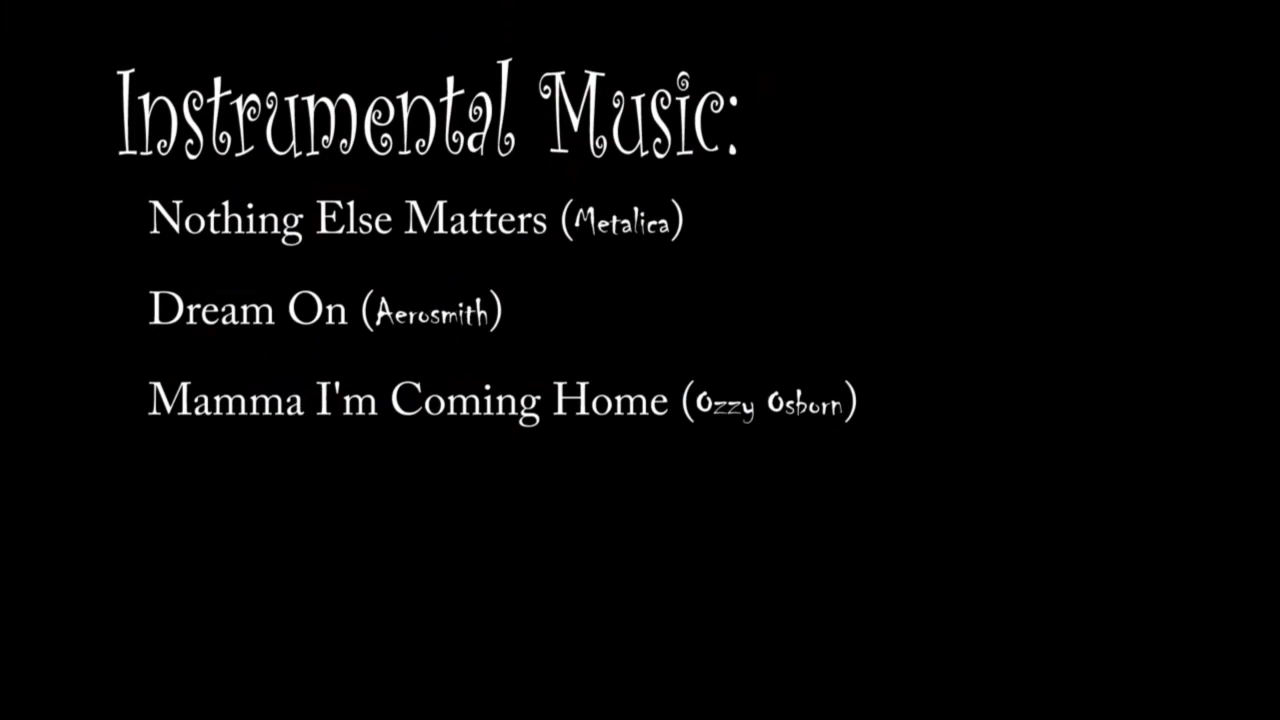 Instrumental Music:
Nothing Else Matters (Metalica)
Dream On (Aerosmith)
Mamma I'm Coming Home (Ozzy Osborn)